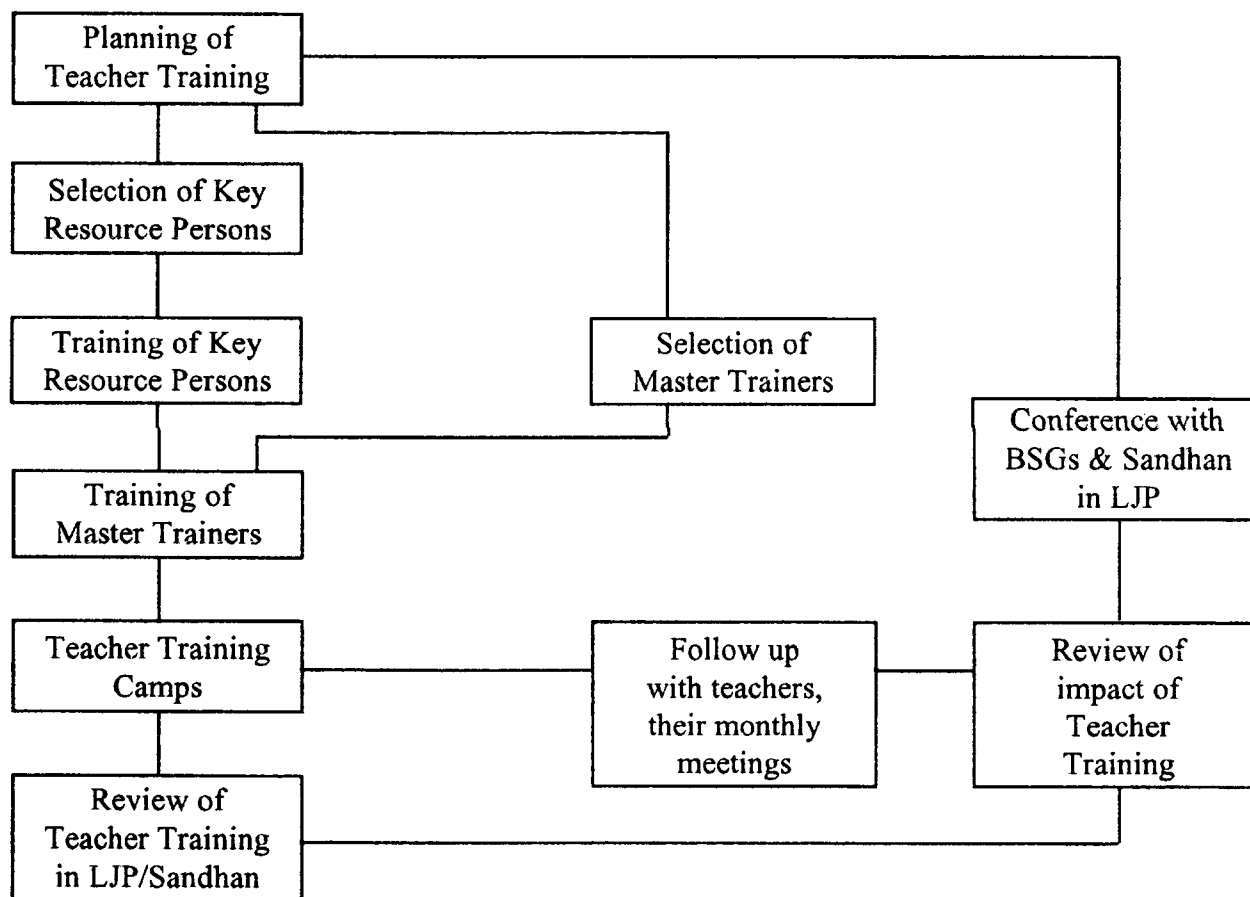 Planning of
Teacher Training
Selection of Key
Resource Persons
Training of Key
Resource Persons
Selection of
Master Trainers
Conference with
BSGs & Sandhan
in LJP
Training of
Master Trainers
Teacher Training
Camps
Follow up
with teachers,
their monthly
meetings
Review of
impact of
Teacher
Training
Review of
Teacher Training
in LJP/Sandhan